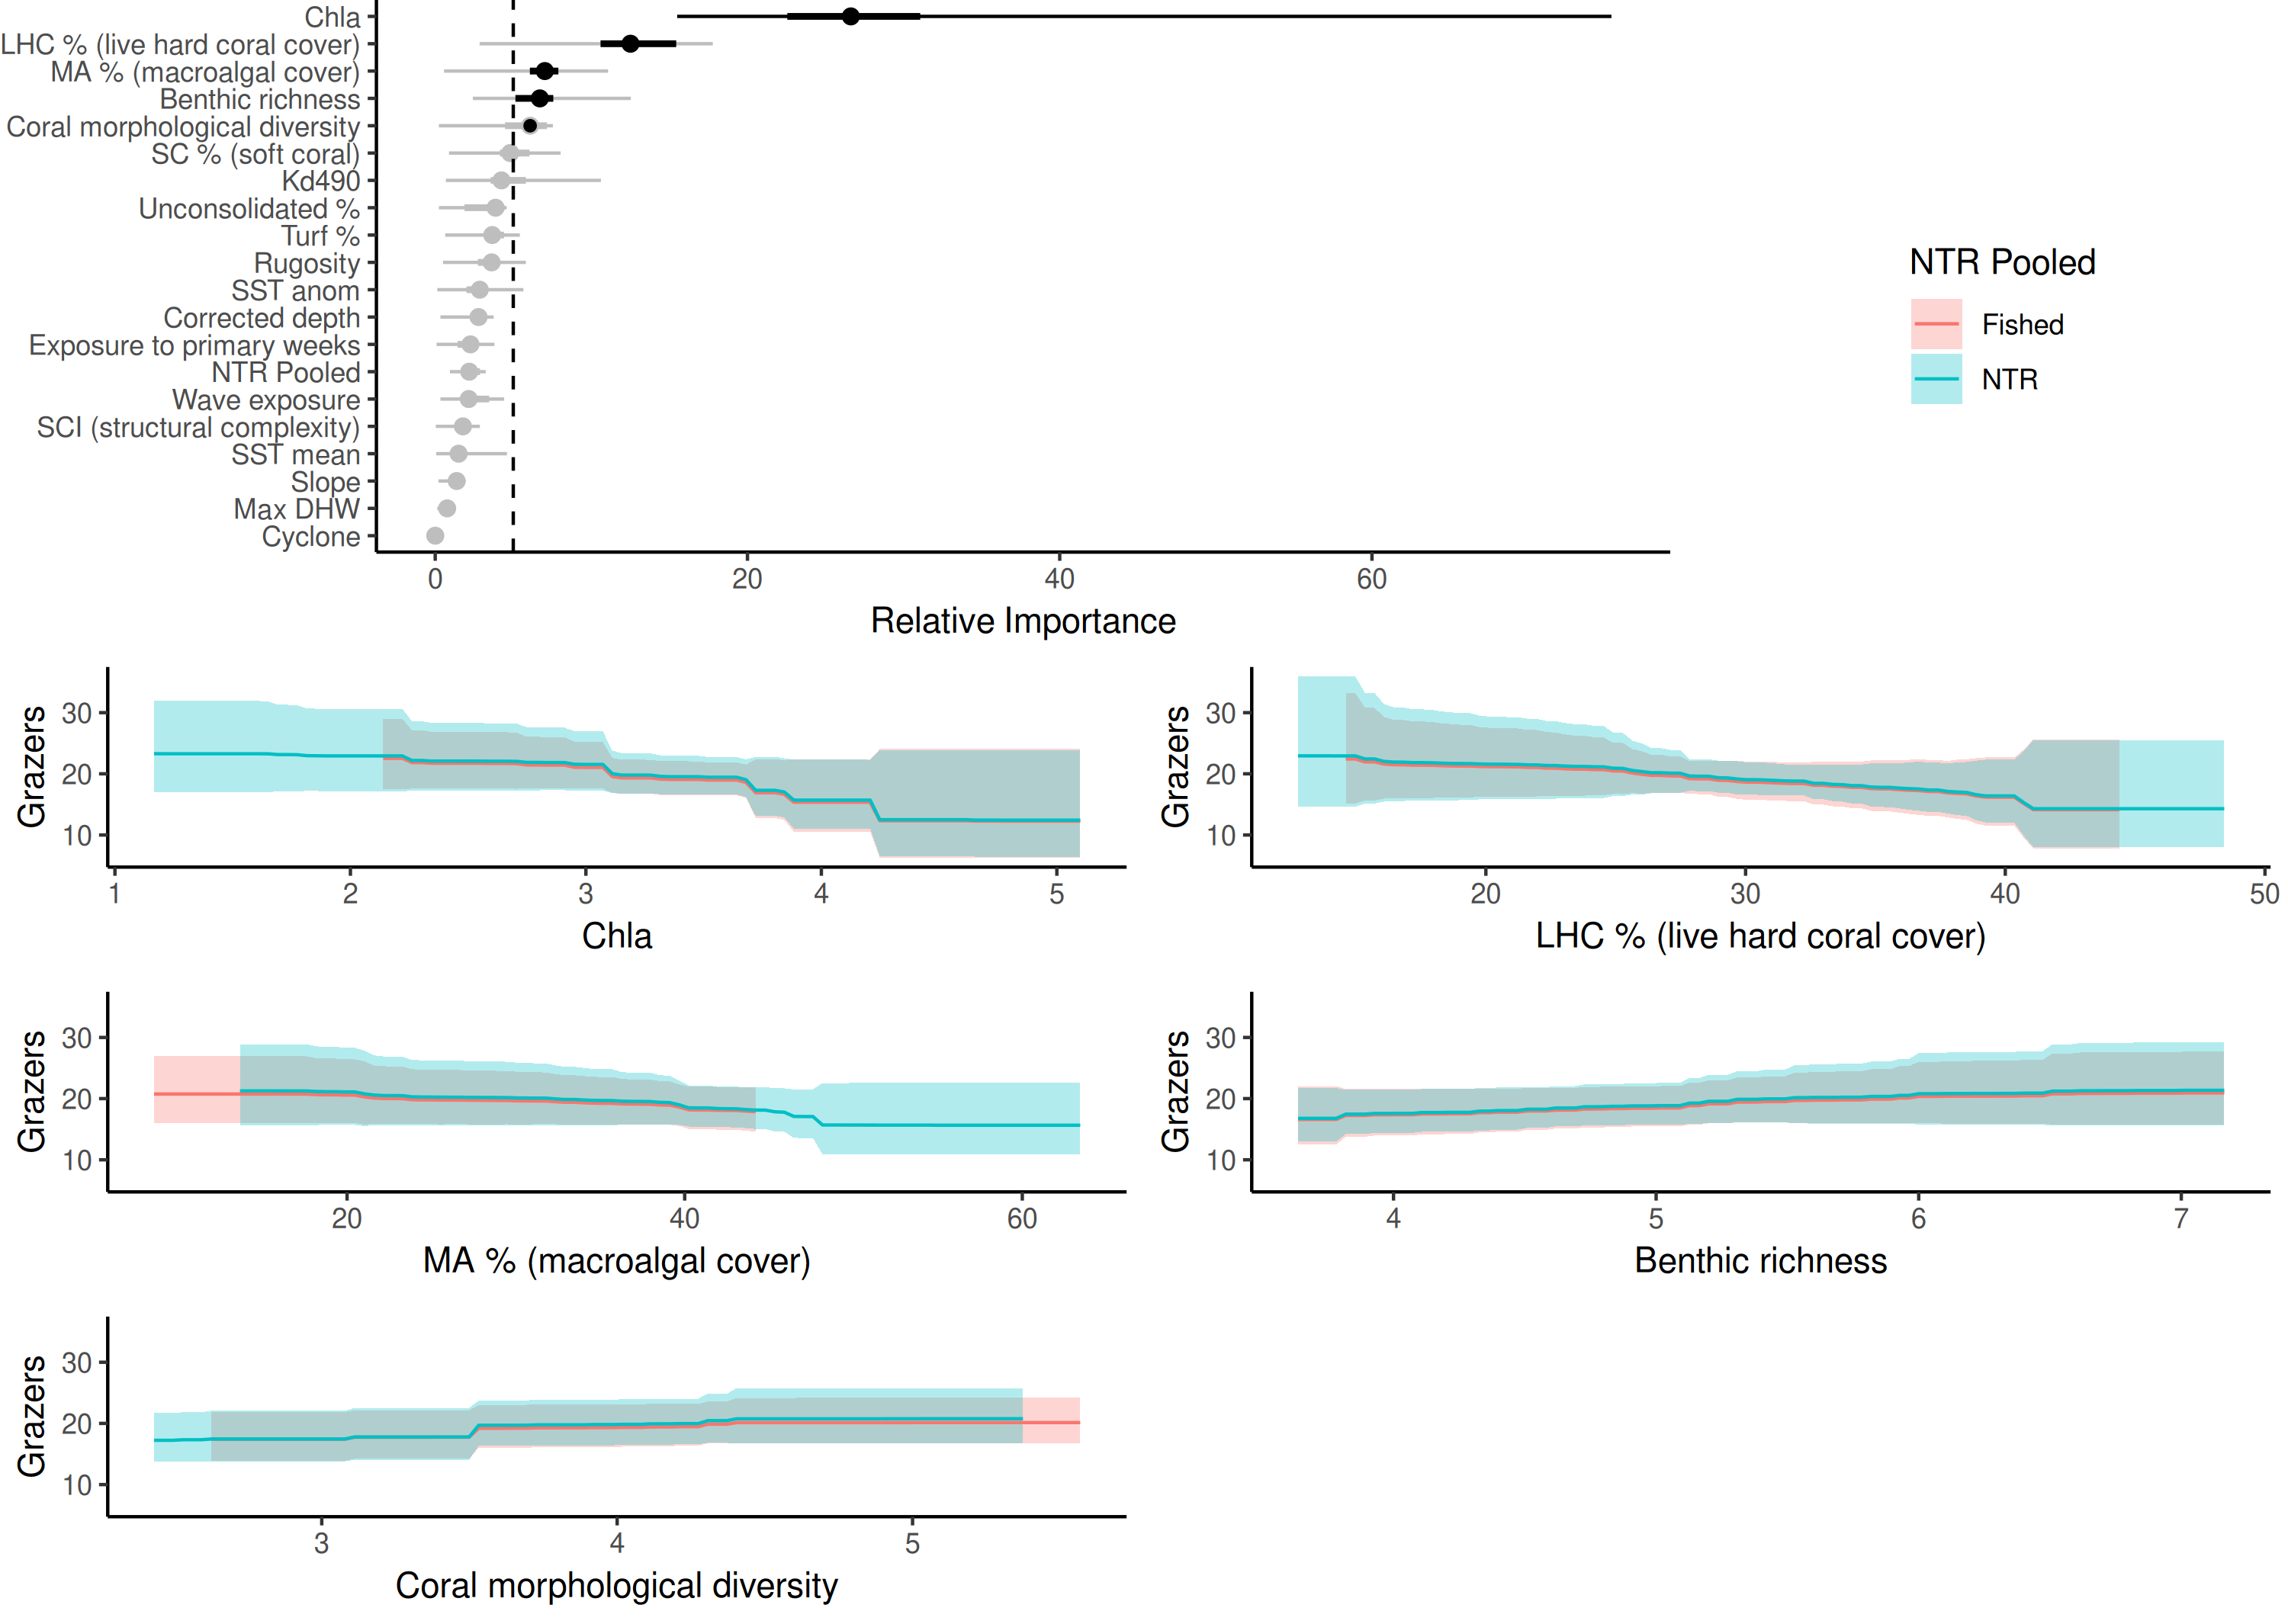 Chla
LHC % (live hard coral cover)
MA % (macroalgal cover)
Benthic richness
Coral morphological diversity
SC % (soft coral)
Kd490
Unconsolidated %
Turf %
Rugosity
SST anom
Corrected depth
Exposure to primary weeks
NTR Pooled
Wave exposure
SCI (structural complexity)
SST mean
Slope
Max DHW
Cyclone
0 20 40 60
Relative Importance
NTR Pooled
Fished
NTR
Grazers
30
20
10
1 2 3 4 5
Chla
Grazers
30
20
10
20 30 40 50
LHC % (live hard coral cover)
Grazers
30
20
10
20 40 60
MA % (macroalgal cover)
Grazers
30
20
10
4 5 6 7
Benthic richness
Grazers
30
20
10
3 4 5
Coral morphological diversity